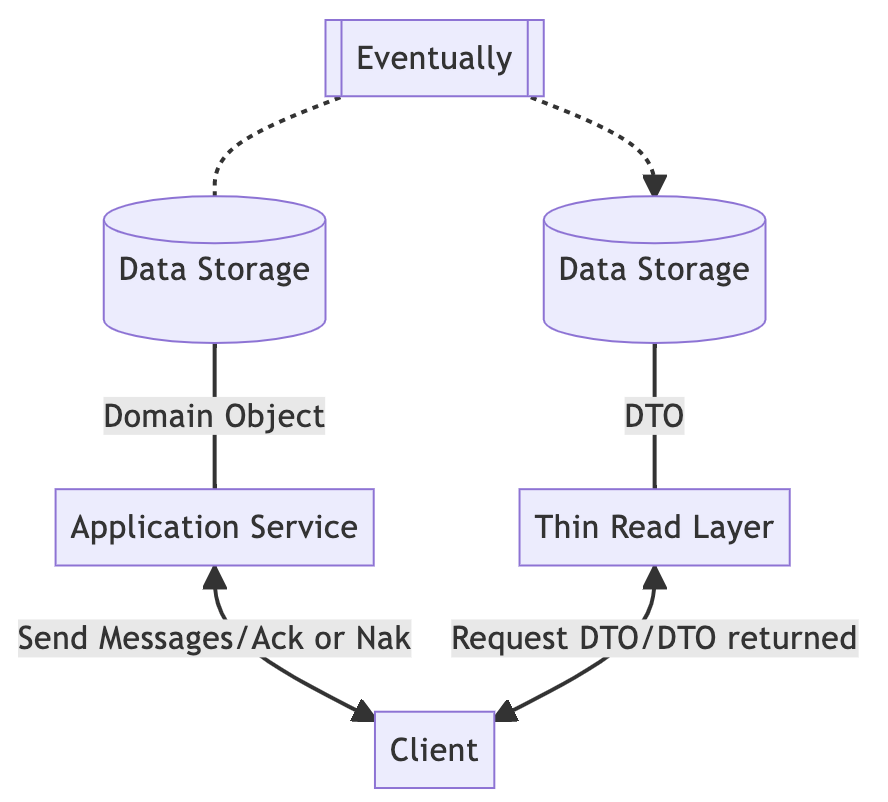 Eventually
Data Storage
Data Storage
Domain Object
DTO
Application Service
Thin Read Layer
Send Messages/Ack or Nak
Request DTO/DTO returned
Client